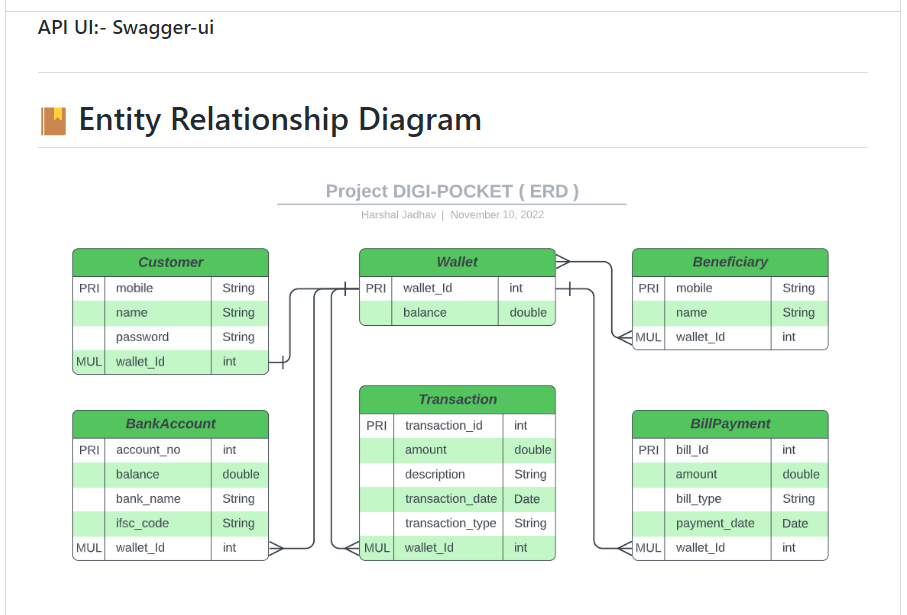 API UI:- Swagger-ui
Entity Relationship Diagram
Project DIGI-POCKET ( ERD )
Harshal Jadhav | November 10, 2022
Customer
PRI mobile String
name String
password String
MUL wallet_Id int
Wallet
PRI wallet_Id int
balance double
Beneficiary
PRI mobile String
name String
MUL wallet_Id int
BankAccount
PRI account_no int
balance double
bank_name String
ifsc_code String
MUL wallet_Id int
Transaction
PRI transaction_id int
amount double
description String
transaction_date Date
transaction_type String
MUL wallet_Id int
BillPayment
PRI bill_Id int
amount double
bill_type String
payment_date Date
MUL wallet_Id int